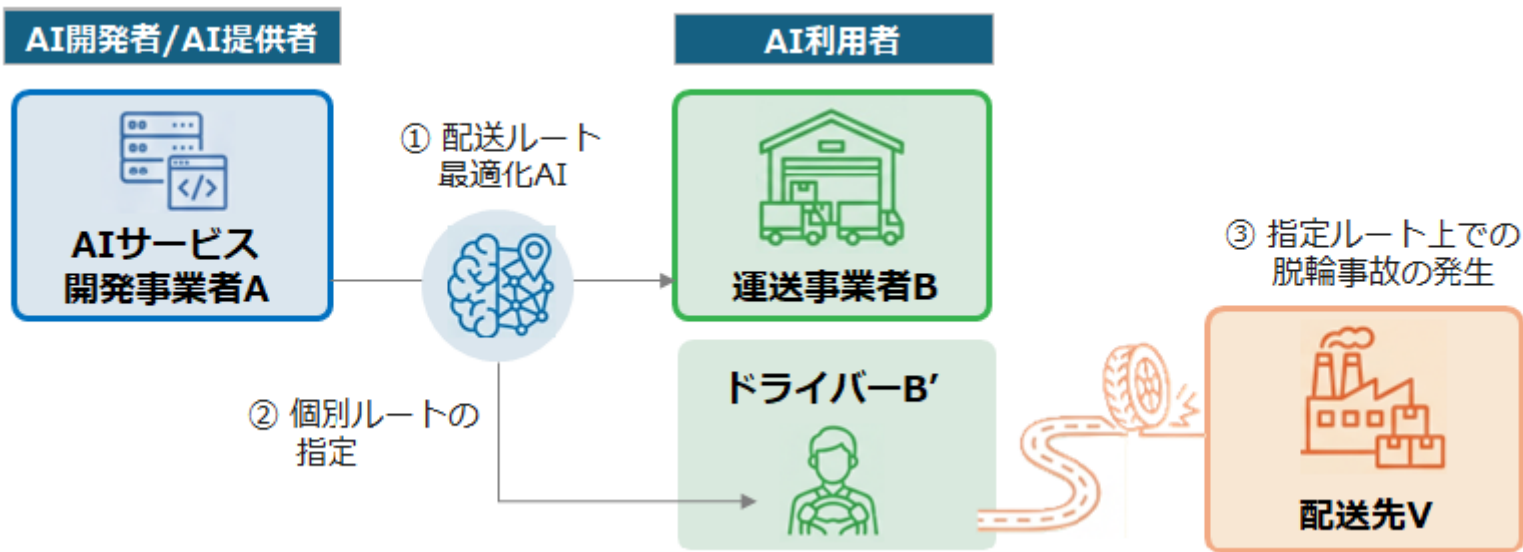 AI開発者/AI提供者
AIサービス
開発事業者A
① 配送ルート
最適化AI
② 個別ルートの
指定
AI利用者
運送事業者B
ドライバーB′
③ 指定ルート上での
脱輪事故の発生
配送先V